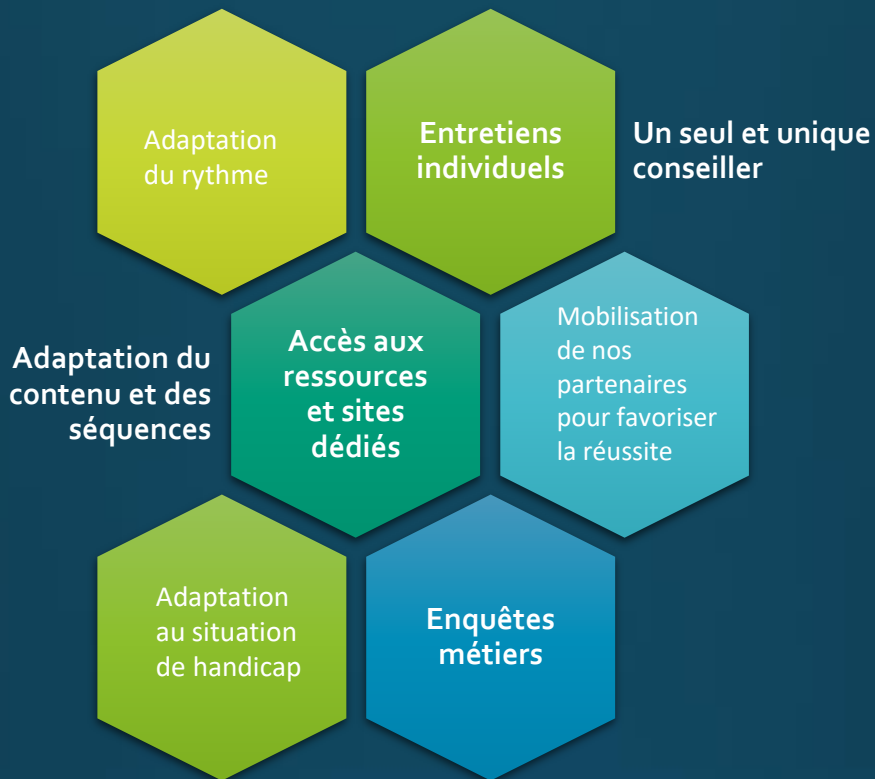 Adaptation
du rythme
Entretiens
individuels
Un seul et unique
conseiller
Adaptation du
contenu et des
séquences
Accès aux
ressources
et sites
dédiés
Mobilisation
de nos
partenaires
pour favoriser
la réussite
Adaptation
au situation
de handicap
Enquêtes
métiers